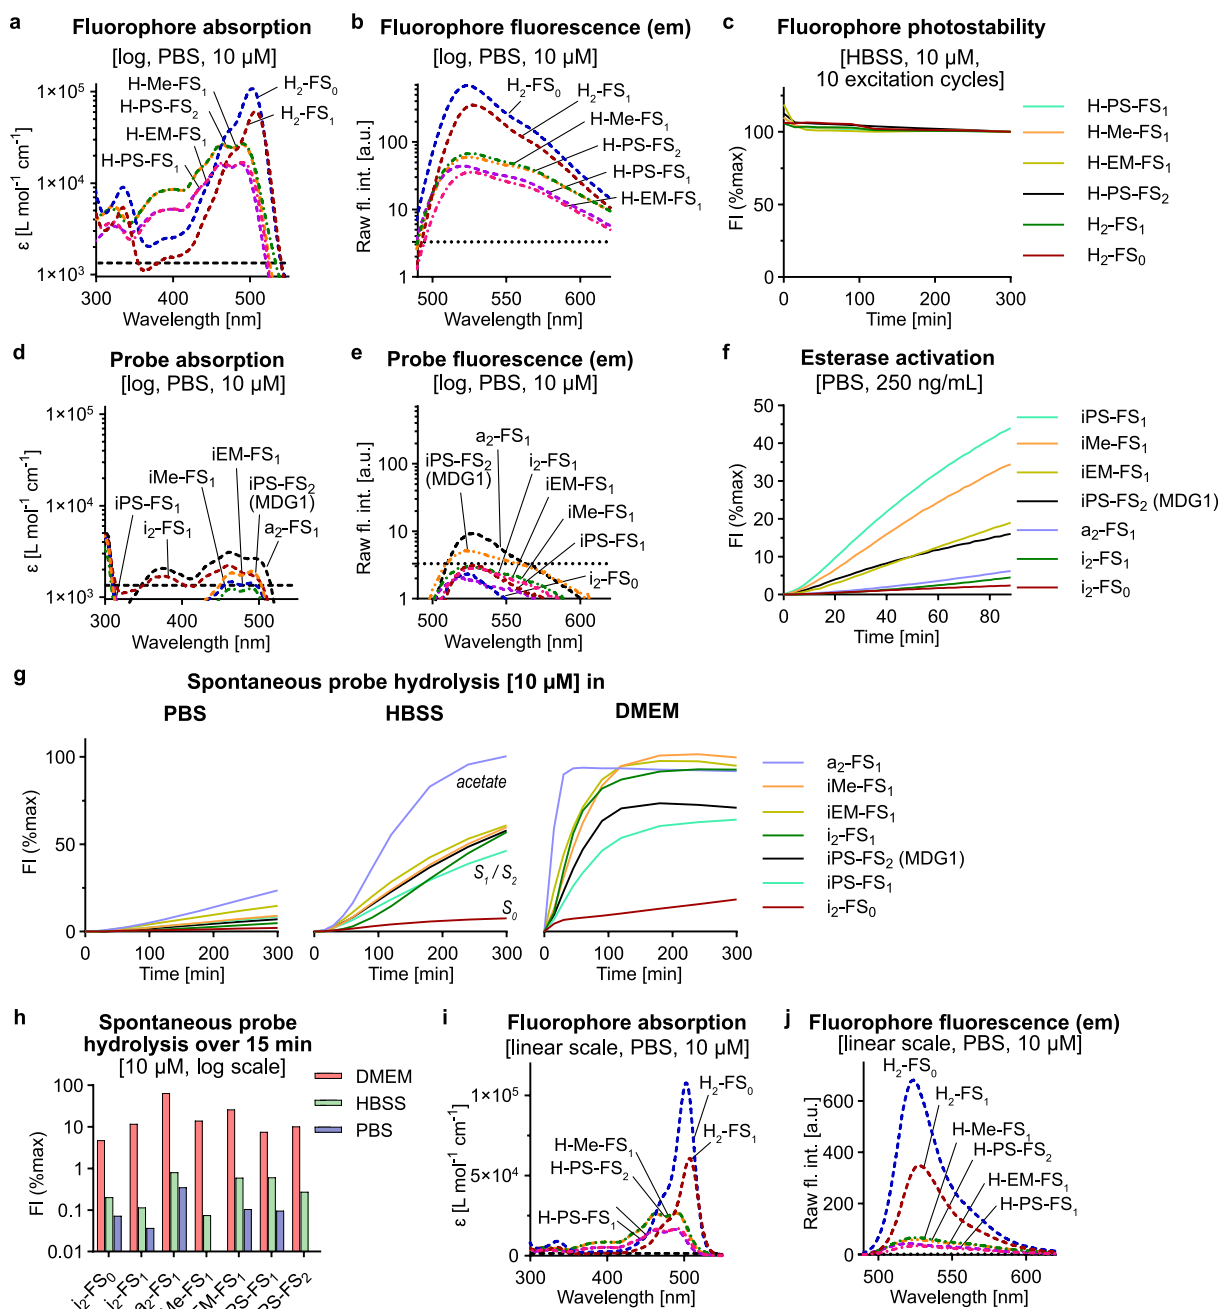 a Fluorophore absorption
[log, PBS, 10 µM]
ε [L mol⁻¹ cm⁻¹]
1×10⁵
1×10⁴
1×10³
300 400 500
Wavelength [nm]
H-Me-FS₁
H-PS-FS₂
H-EM-FS₁
H-PS-FS₁
H₂-FS₀
H₂-FS₁
b Fluorophore fluorescence (em)
[log, PBS, 10 µM]
Raw fl. int. [a.u.]
100
10
1
500 550 600
Wavelength [nm]
H₂-FS₀
H₂-FS₁
H-Me-FS₁
H-PS-FS₂
H-PS-FS₁
H-EM-FS₁
c Fluorophore photostability
[HBSS, 10 µM,
10 excitation cycles]
FI (%max)
100
0
0 100 200 300
Time [min]
H-PS-FS₁
H-Me-FS₁
H-EM-FS₁
H-PS-FS₂
H₂-FS₁
H₂-FS₀
d Probe absorption
[log, PBS, 10 µM]
ε [L mol⁻¹ cm⁻¹]
1×10⁵
1×10⁴
1×10³
300 400 500
Wavelength [nm]
iEM-FS₁
iMe-FS₁
iPS-FS₂
(MDG1)
iPS-FS₁
i₂-FS₁
a₂-FS₁
e Probe fluorescence (em)
[log, PBS, 10 µM]
Raw fl. int. [a.u.]
100
10
1
500 550 600
Wavelength [nm]
a₂-FS₁
iPS-FS₂
(MDG1)
i₂-FS₁
iEM-FS₁
iMe-FS₁
iPS-FS₁
i₂-FS₀
f Esterase activation
[PBS, 250 ng/mL]
FI (%max)
50
40
30
20
10
0
0 20 40 60 80
Time [min]
iPS-FS₁
iMe-FS₁
iEM-FS₁
iPS-FS₂ (MDG1)
a₂-FS₁
i₂-FS₁
i₂-FS₀
g Spontaneous probe hydrolysis [10 µM] in
PBS HBSS DMEM
FI (%max)
100
50
0
0 100 200 300
Time [min]
acetate
S₁ / S₂
S₀
0 100 200 300
Time [min]
0 100 200 300
Time [min]
a₂-FS₁
iMe-FS₁
iEM-FS₁
i₂-FS₁
iPS-FS₂ (MDG1)
iPS-FS₁
i₂-FS₀
h Spontaneous probe
hydrolysis over 15 min
[10 µM, log scale]
FI (%max)
100
10
1
0.1
0.01
DMEM
HBSS
PBS
i₂-FS₀
i₂-FS₁
a₂-FS₁
Me-FS₁
EM-FS₁
PS-FS₁
PS-FS₂
i Fluorophore absorption
[linear scale, PBS, 10 µM]
ε [L mol⁻¹ cm⁻¹]
1×10⁵
5×10⁴
0
300 400 500
Wavelength [nm]
H₂-FS₀
H₂-FS₁
H-Me-FS₁
H-PS-FS₂
H-PS-FS₁
j Fluorophore fluorescence (em)
[linear scale, PBS, 10 µM]
Raw fl. int. [a.u.]
600
400
200
0
500 550 600
Wavelength [nm]
H₂-FS₀
H₂-FS₁
H-Me-FS₁
H-PS-FS₂
H-EM-FS₁
H-PS-FS₁